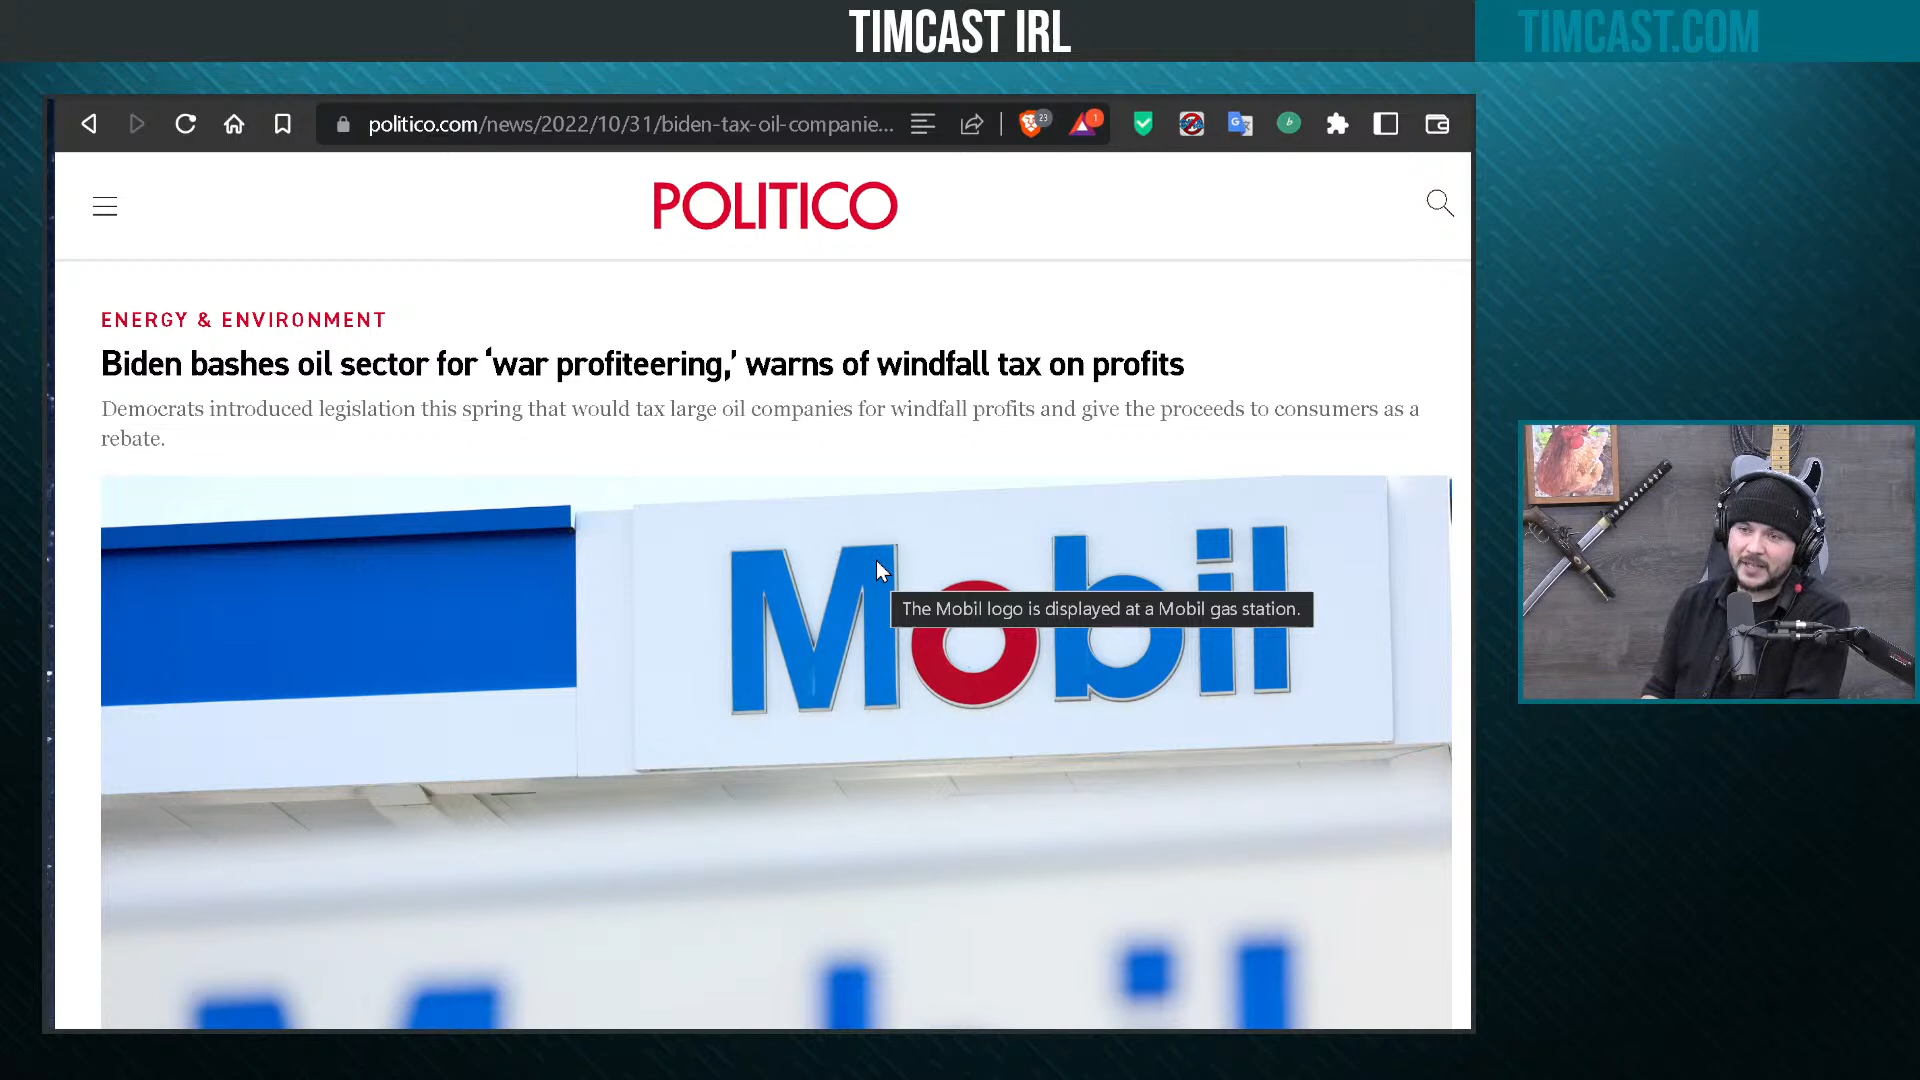 TIMCAST IRL
TIMCAST.COM
politico.com/news/2022/10/31/biden-tax-oil-companie...
23
1
POLITICO
ENERGY & ENVIRONMENT
Biden bashes oil sector for ‘war profiteering,’ warns of windfall tax on profits
Democrats introduced legislation this spring that would tax large oil companies for windfall profits and give the proceeds to consumers as a
rebate.
Mobil
The Mobil logo is displayed at a Mobil gas station.